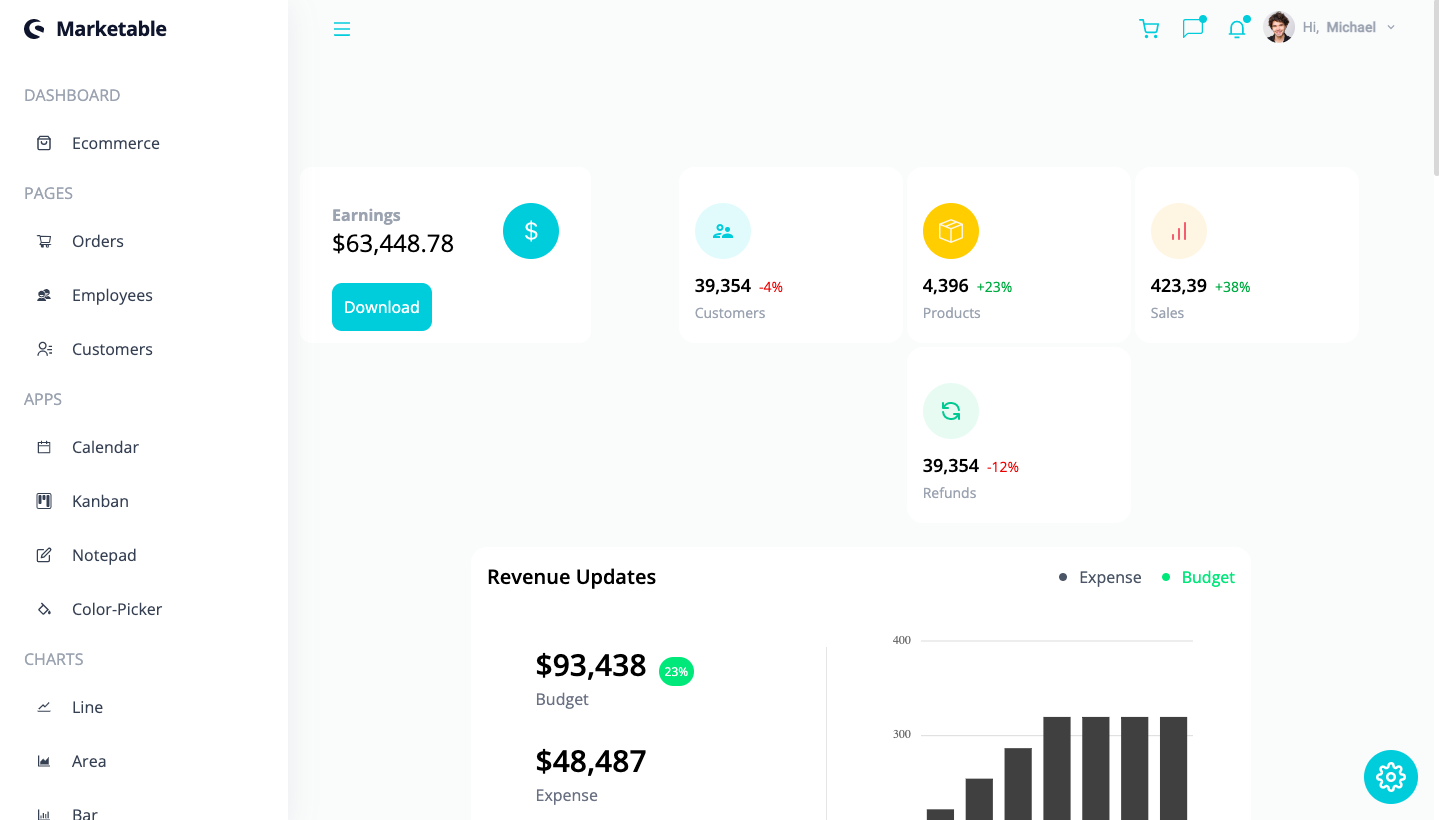 Marketable
DASHBOARD
Ecommerce
PAGES
Orders
Employees
Customers
APPS
Calendar
Kanban
Notepad
Color-Picker
CHARTS
Line
Area
Bar
Hi, Michael
Earnings
$63,448.78
$
Download
39,354 -4%
Customers
4,396 +23%
Products
423,39 +38%
Sales
39,354 -12%
Refunds
Revenue Updates
Expense
Budget
$93,438 23%
Budget
$48,487
Expense
400
300